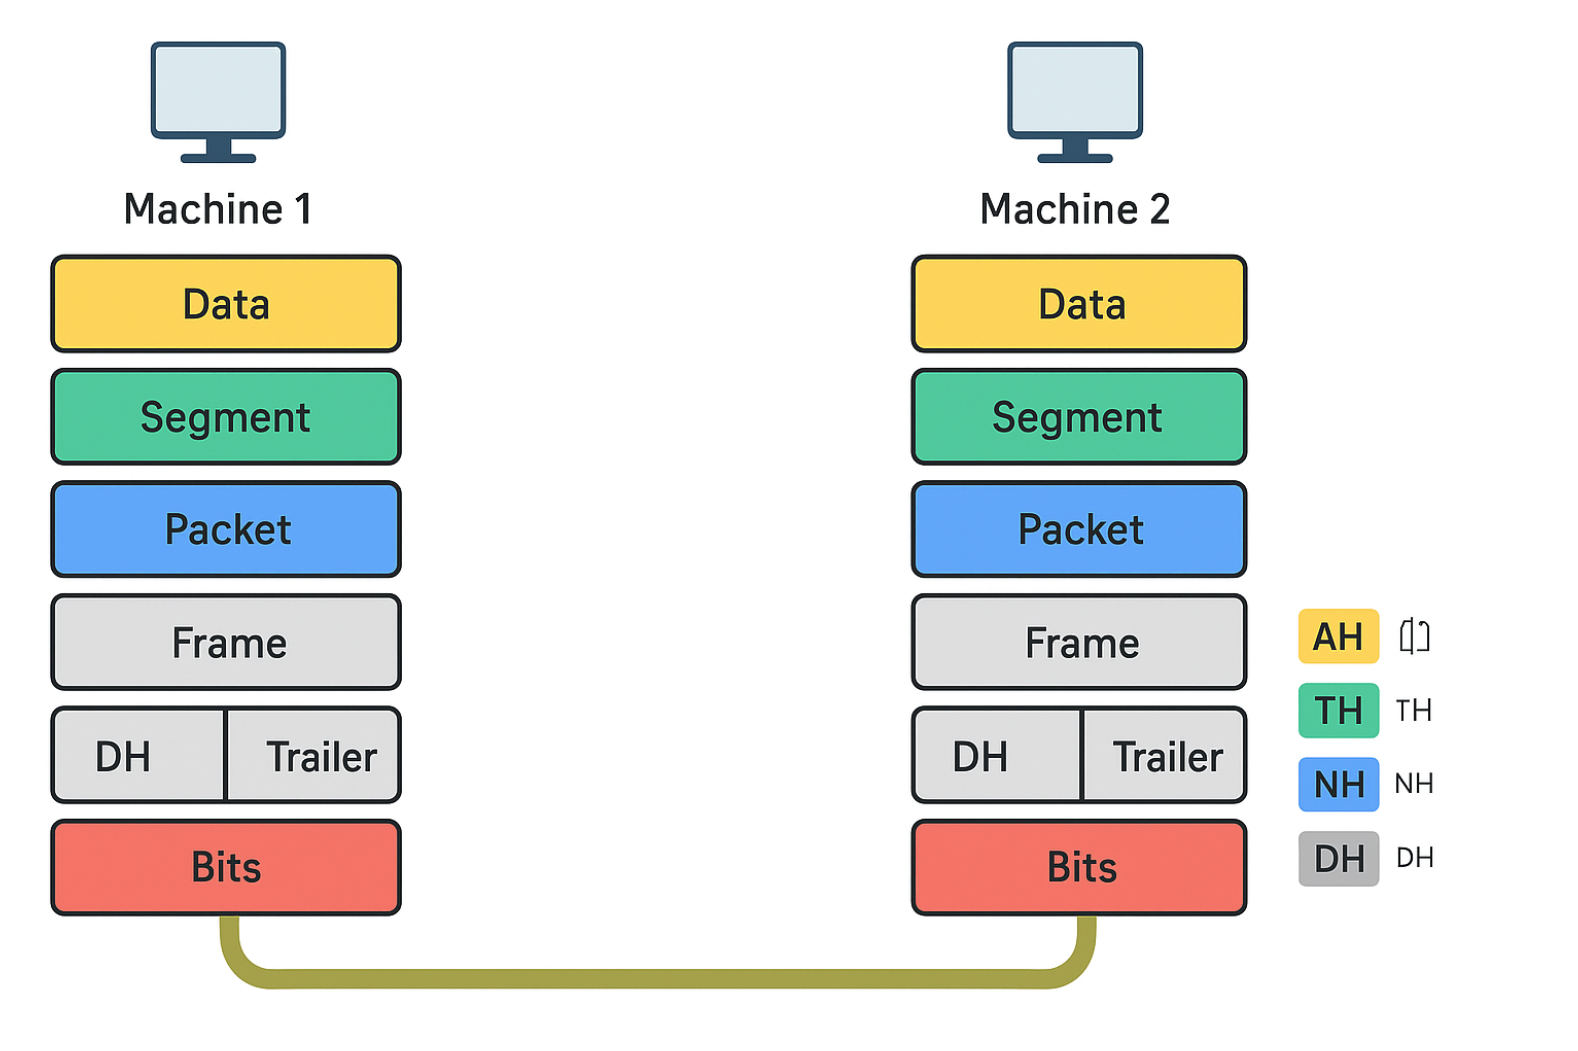 Machine 1
Data
Segment
Packet
Frame
DH Trailer
Bits
Machine 2
Data
Segment
Packet
Frame
DH Trailer
Bits
AH
TH TH
NH NH
DH DH